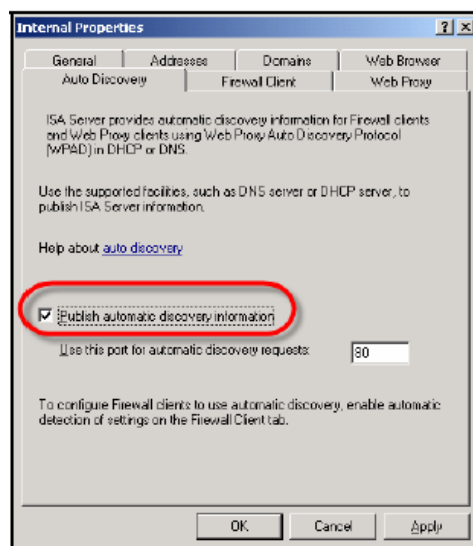 Internal Properties
General Addresses Domains Web Browser
Auto Discovery Firewall Client Web Proxy
ISA Server provides automatic discovery information for Firewall clients
and Web Proxy clients using Web Proxy Auto Discovery Protocol
(WPAD) in DHCP or DNS.
Use the supported facilities, such as DNS server or DHCP server, to
publish ISA Server information.
Help about auto discovery
Publish automatic discovery information
Use this port for automatic discovery requests:
80
To configure Firewall clients to use automatic discovery, enable automatic
detection of settings on the Firewall Client tab.
OK Cancel Apply